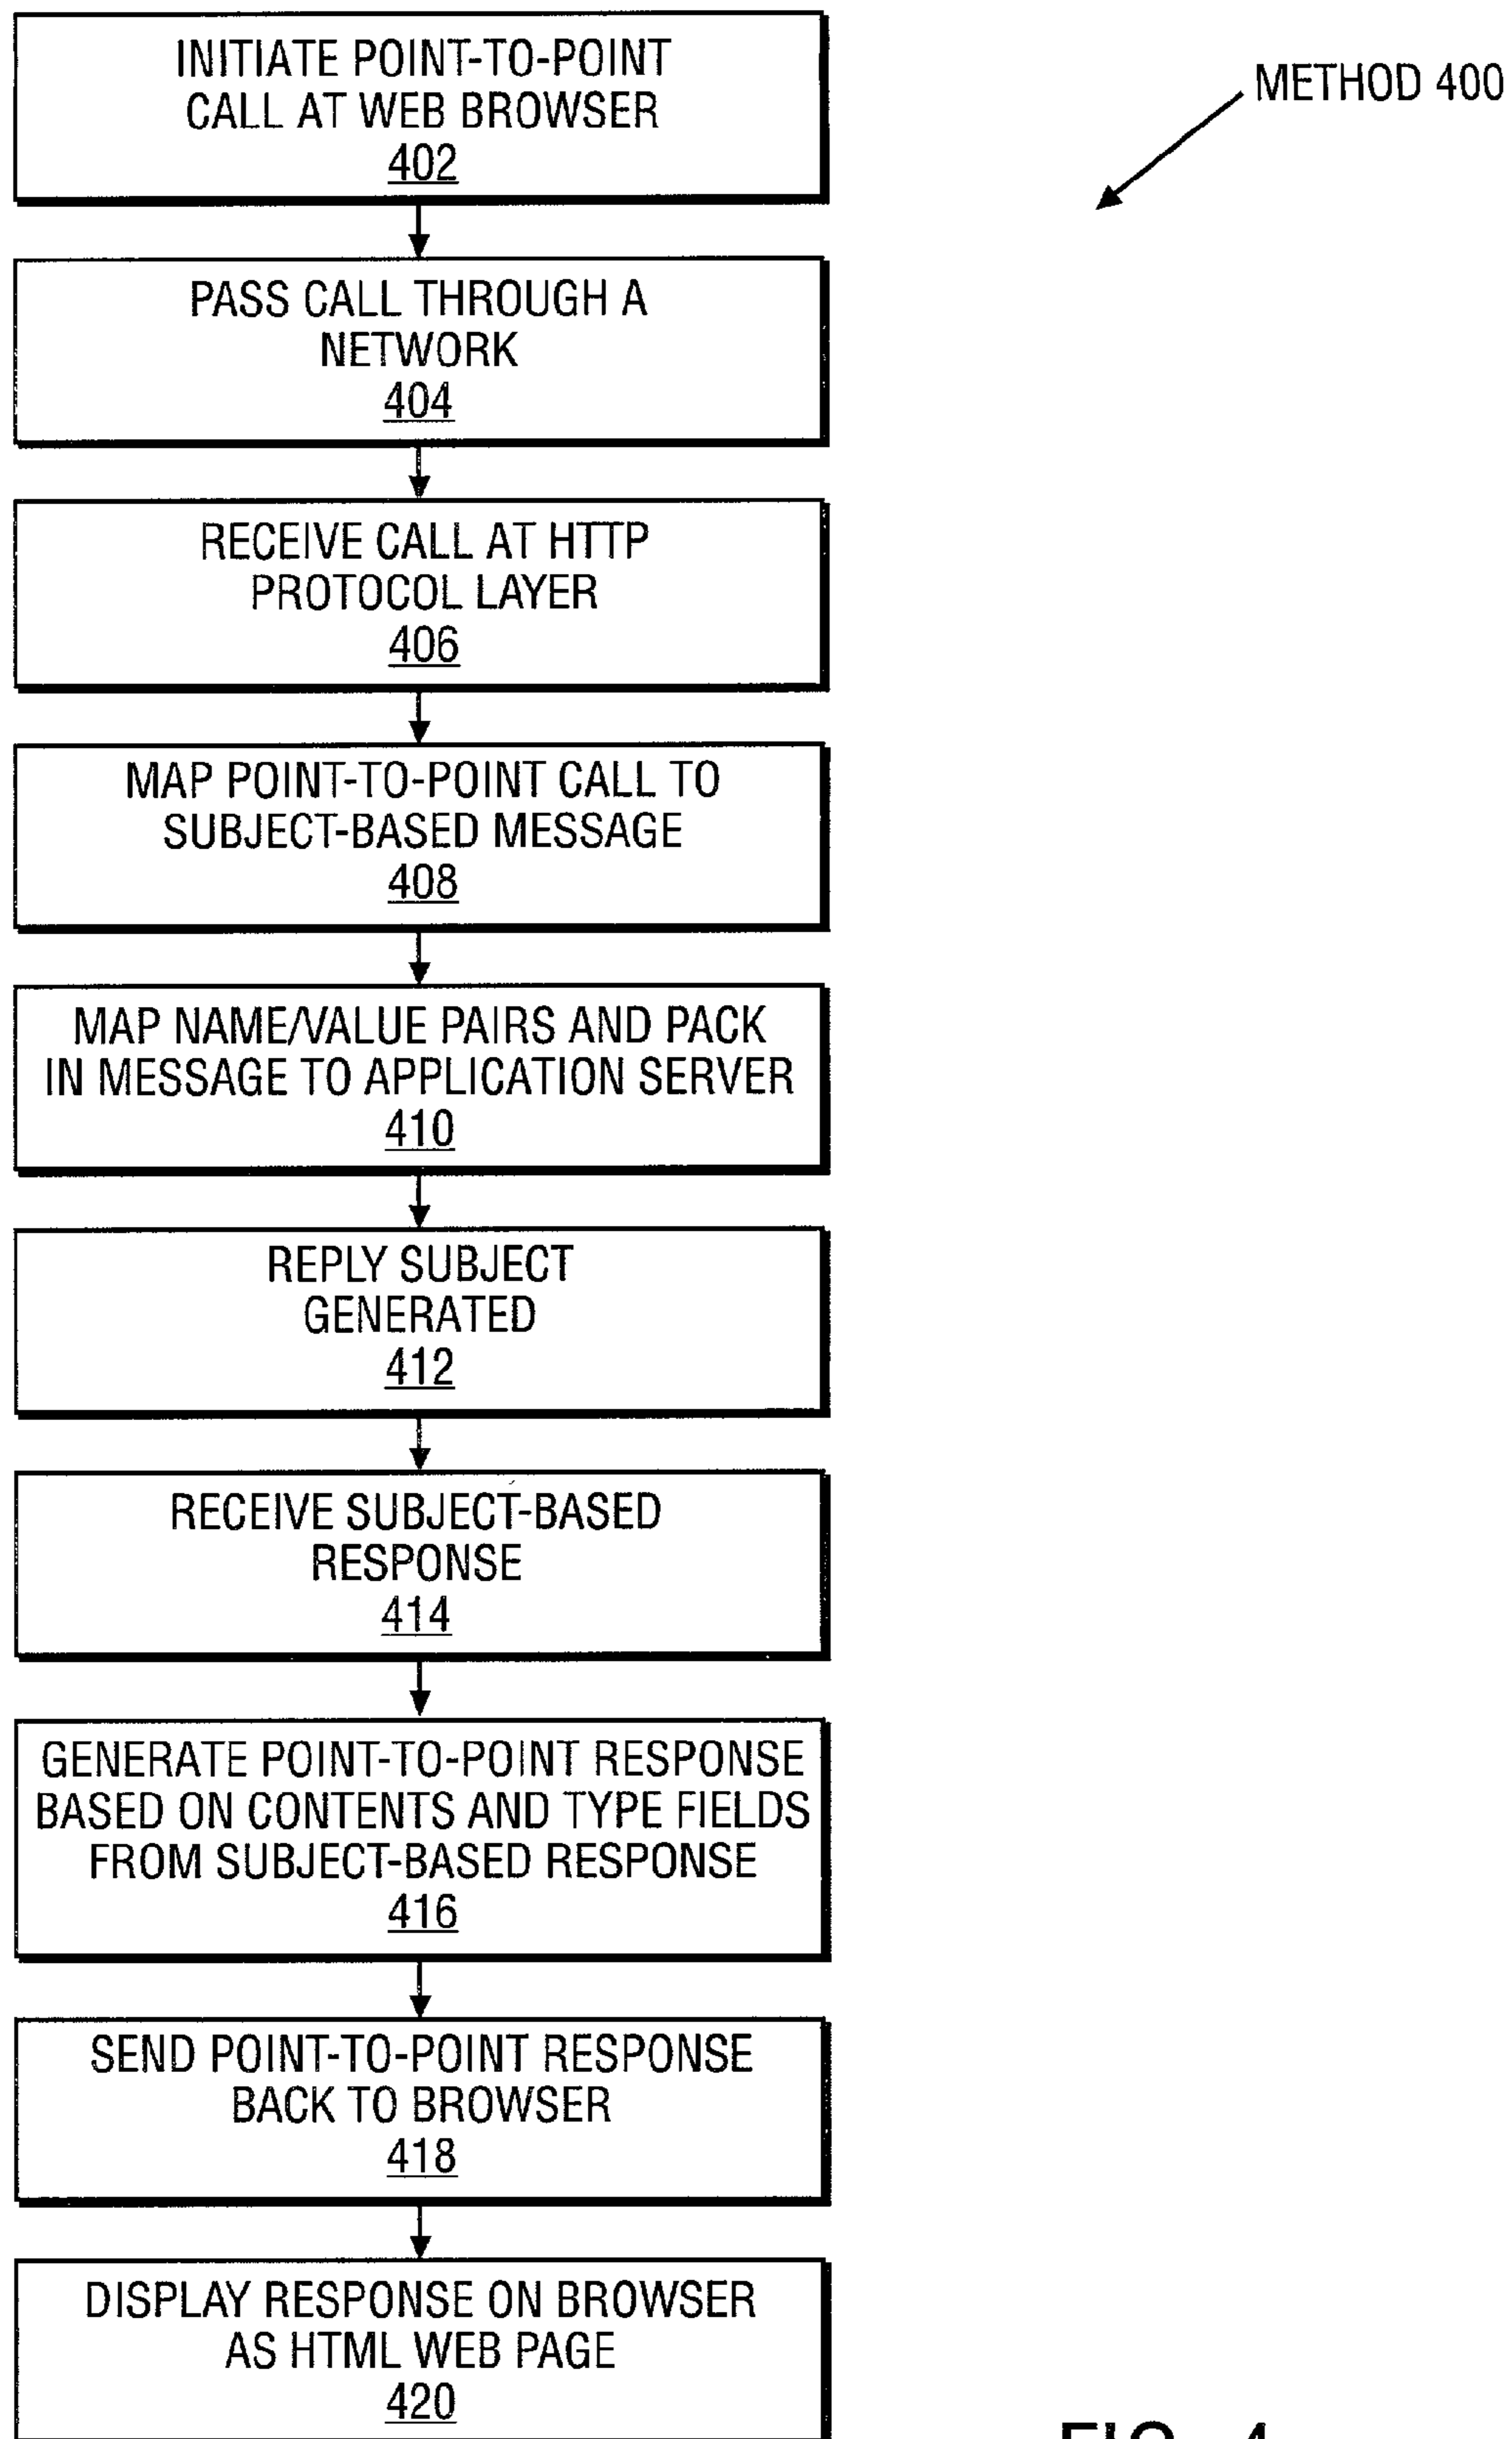 INITIATE POINT-TO-POINT
CALL AT WEB BROWSER
402
METHOD 400
PASS CALL THROUGH A
NETWORK
404
RECEIVE CALL AT HTTP
PROTOCOL LAYER
406
MAP POINT-TO-POINT CALL TO
SUBJECT-BASED MESSAGE
408
MAP NAME/VALUE PAIRS AND PACK
IN MESSAGE TO APPLICATION SERVER
410
REPLY SUBJECT
GENERATED
412
RECEIVE SUBJECT-BASED
RESPONSE
414
GENERATE POINT-TO-POINT RESPONSE
BASED ON CONTENTS AND TYPE FIELDS
FROM SUBJECT-BASED RESPONSE
416
SEND POINT-TO-POINT RESPONSE
BACK TO BROWSER
418
DISPLAY RESPONSE ON BROWSER
AS HTML WEB PAGE
420
FIG. 4